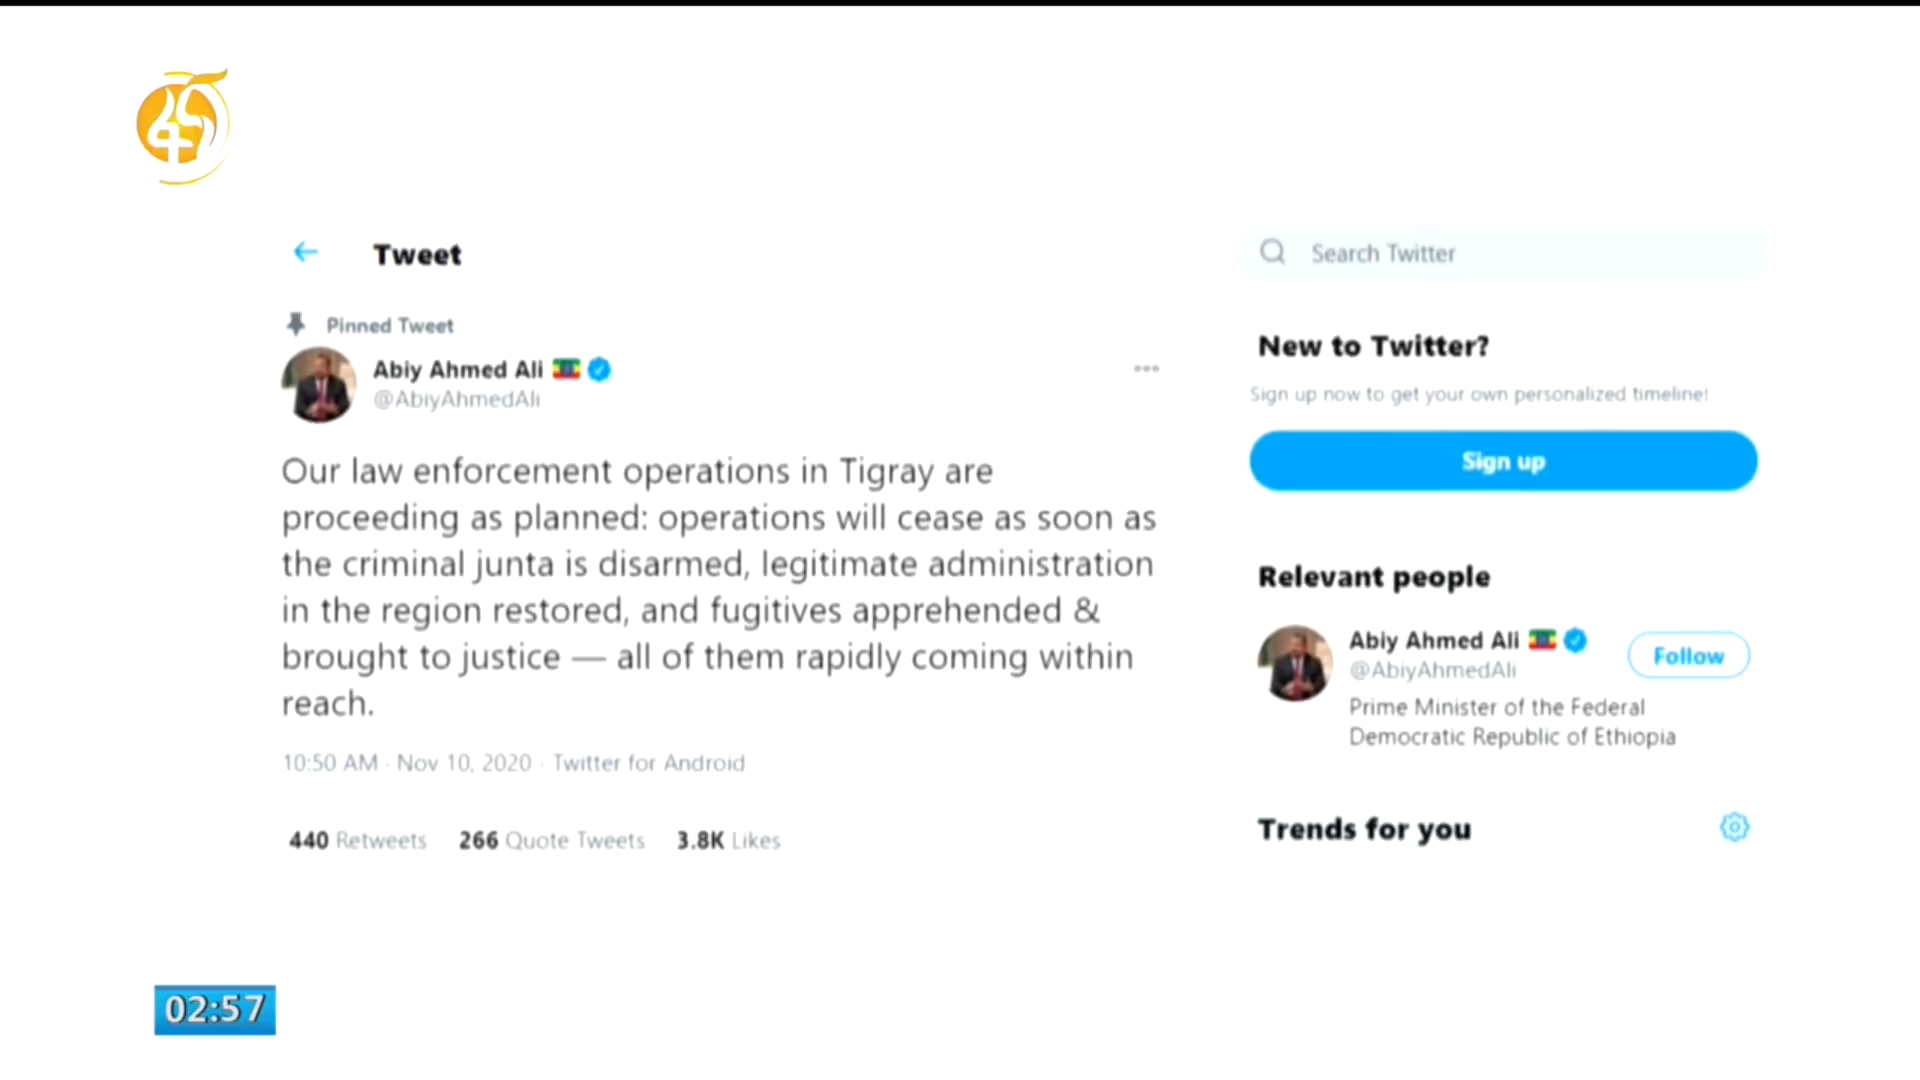 Tweet
Pinned Tweet
Abiy Ahmed Ali
@AbiyAhmedAli
Our law enforcement operations in Tigray are
proceeding as planned: operations will cease as soon as
the criminal junta is disarmed, legitimate administration
in the region restored, and fugitives apprehended &
brought to justice — all of them rapidly coming within
reach.
10:50 AM · Nov 10, 2020 · Twitter for Android
440 Retweets 266 Quote Tweets 3.8K Likes
Search Twitter
New to Twitter?
Sign up now to get your own personalized timeline!
Sign up
Relevant people
Abiy Ahmed Ali
@AbiyAhmedAli
Follow
Prime Minister of the Federal
Democratic Republic of Ethiopia
Trends for you
02:57